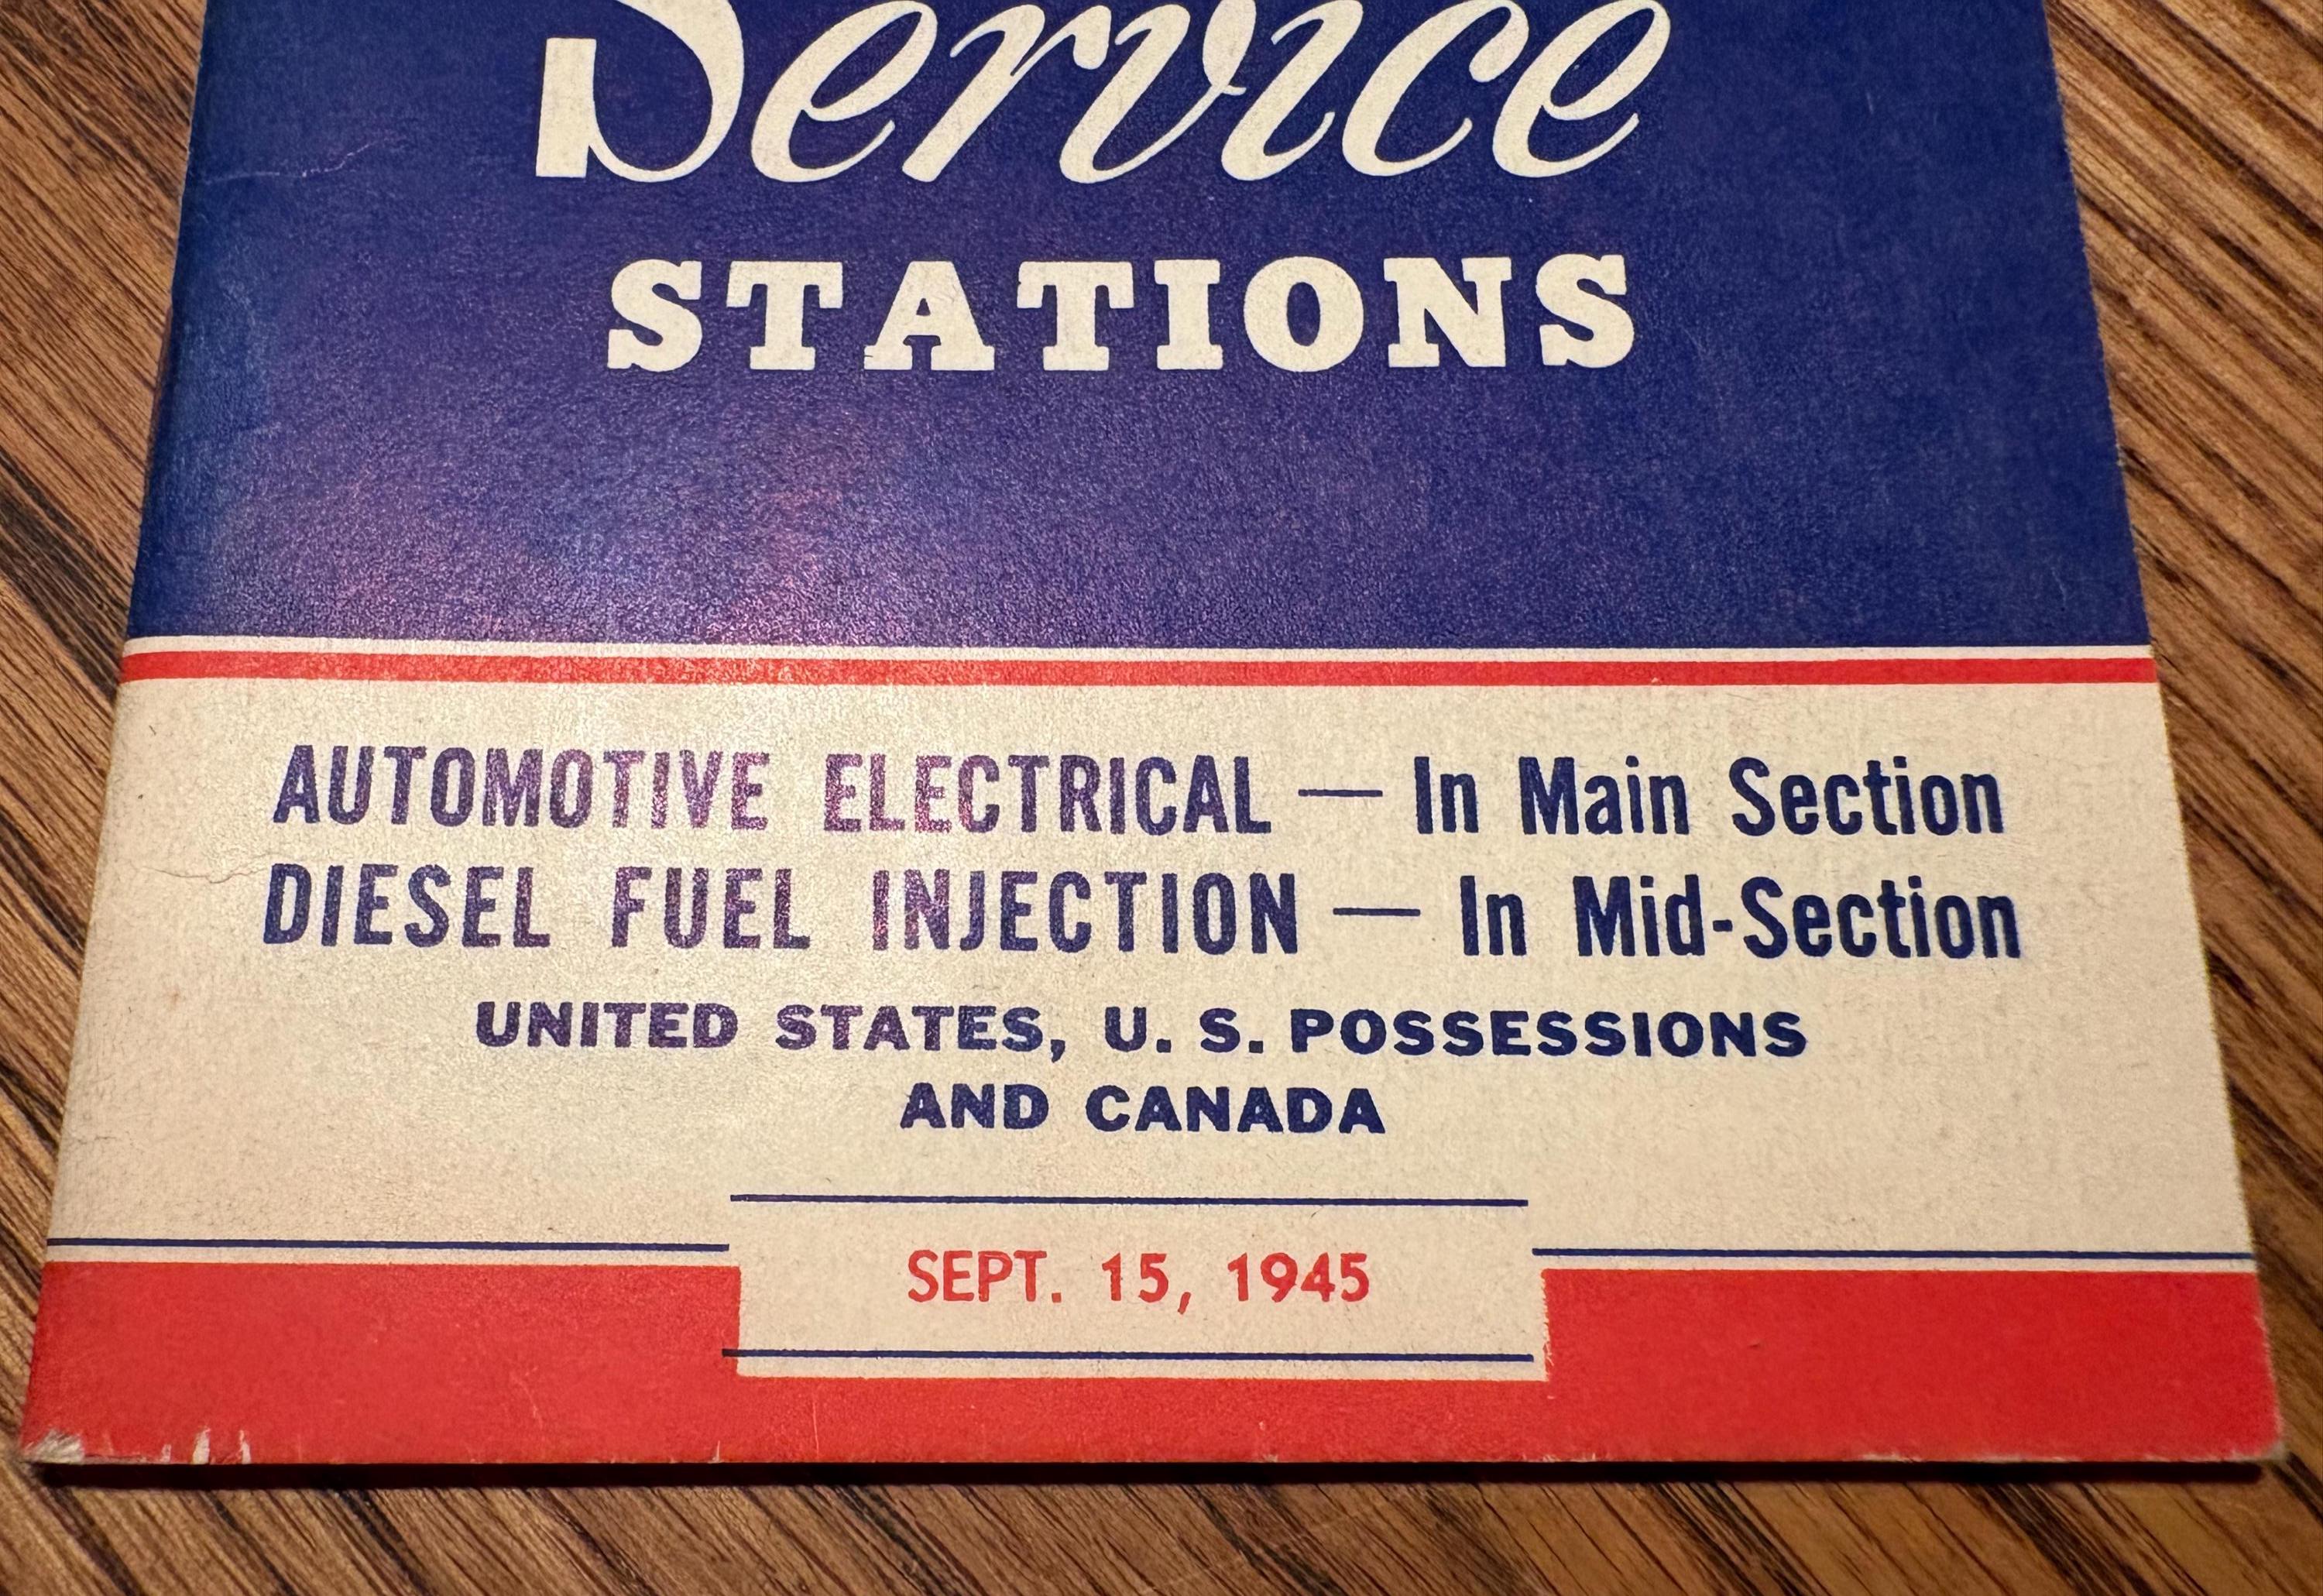 Service
STATIONS
AUTOMOTIVE ELECTRICAL — In Main Section
DIESEL FUEL INJECTION — In Mid-Section
UNITED STATES, U. S. POSSESSIONS
AND CANADA
SEPT. 15, 1945